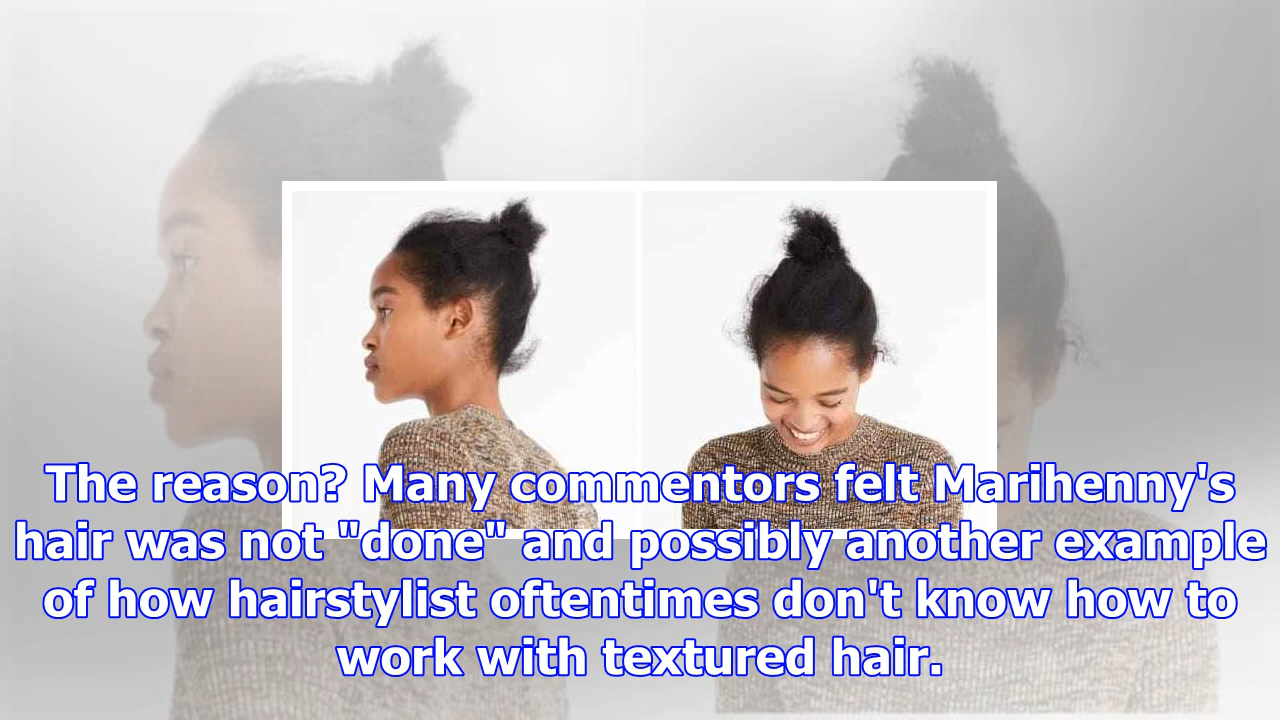 The reason? Many commentors felt Marihenny's
hair was not "done" and possibly another example
of how hairstylist oftentimes don't know how to
work with textured hair.